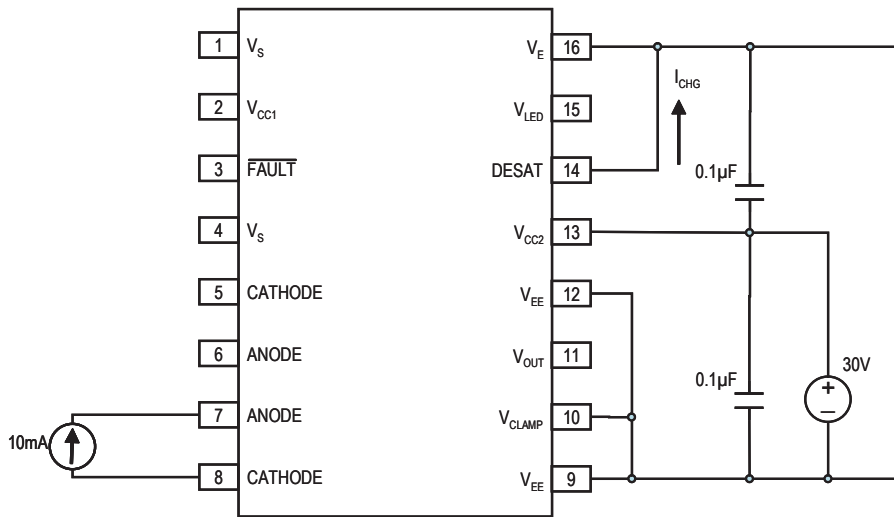 1 V_S
2 V_CC1
3 FAULT
4 V_S
5 CATHODE
6 ANODE
7 ANODE
8 CATHODE
10mA
V_E 16
V_LED 15
DESAT 14
V_CC2 13
V_EE 12
V_OUT 11
V_CLAMP 10
V_EE 9
I_CHG
0.1µF
0.1µF
30V
+
–